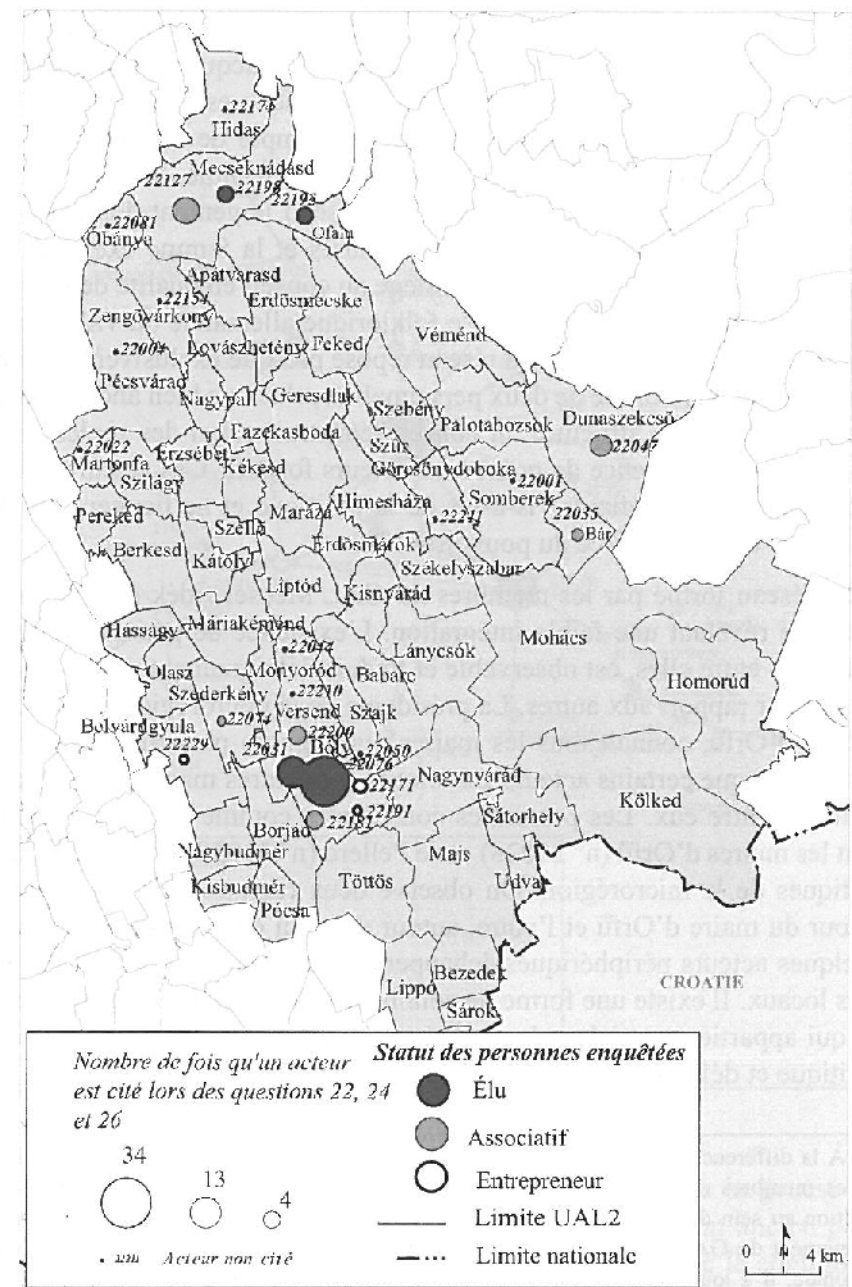 22174
Hidas
Mecseknádasd
22127
22198
22195
Ófalu
22081
Óbánya
Apátvarasd
22154
Erdősmecske
Zengővárkony
Véménd
22004
Lovászhetény
Feked
Pécsvárad
Nagypall
Geresdlak
Szebény
Palotabozsok
Dunaszekcső
22047
Fazekasboda
22022
Erzsébet
Szűr
Martonfa
Kékesd
Görcsönydoboka
22001
Szilágy
Himesháza
Somberek
22035
Pereked
Maráza
22211
Bár
Szellő
Berkesd
Erdősmárok
Kátoly
Székelyszabar
Liptód
Kisnyárád
Máriakéménd
Mohács
Hásságy
22044
Lánycsók
Olasz
Monyoród
Babarc
Homorúd
Szederkény
22210
22074
Versend
Szajk
Bolyárdgyula
22200
22229
22031
Bóly
22050
22076
Nagynyárád
22171
Kölked
22191
Sátorhely
Borjád
22181
Nagybudmér
Majs
Kisbudmér
Töttös
Udvar
Pócsa
Bezedek
CROATIE
Lippó
Sárok
Nombre de fois qu'un acteur
est cité lors des questions 22, 24
et 26
34
13
4
Acteur non cité
Statut des personnes enquêtées
Élu
Associatif
Entrepreneur
Limite UAL2
Limite nationale
N
0 4 km